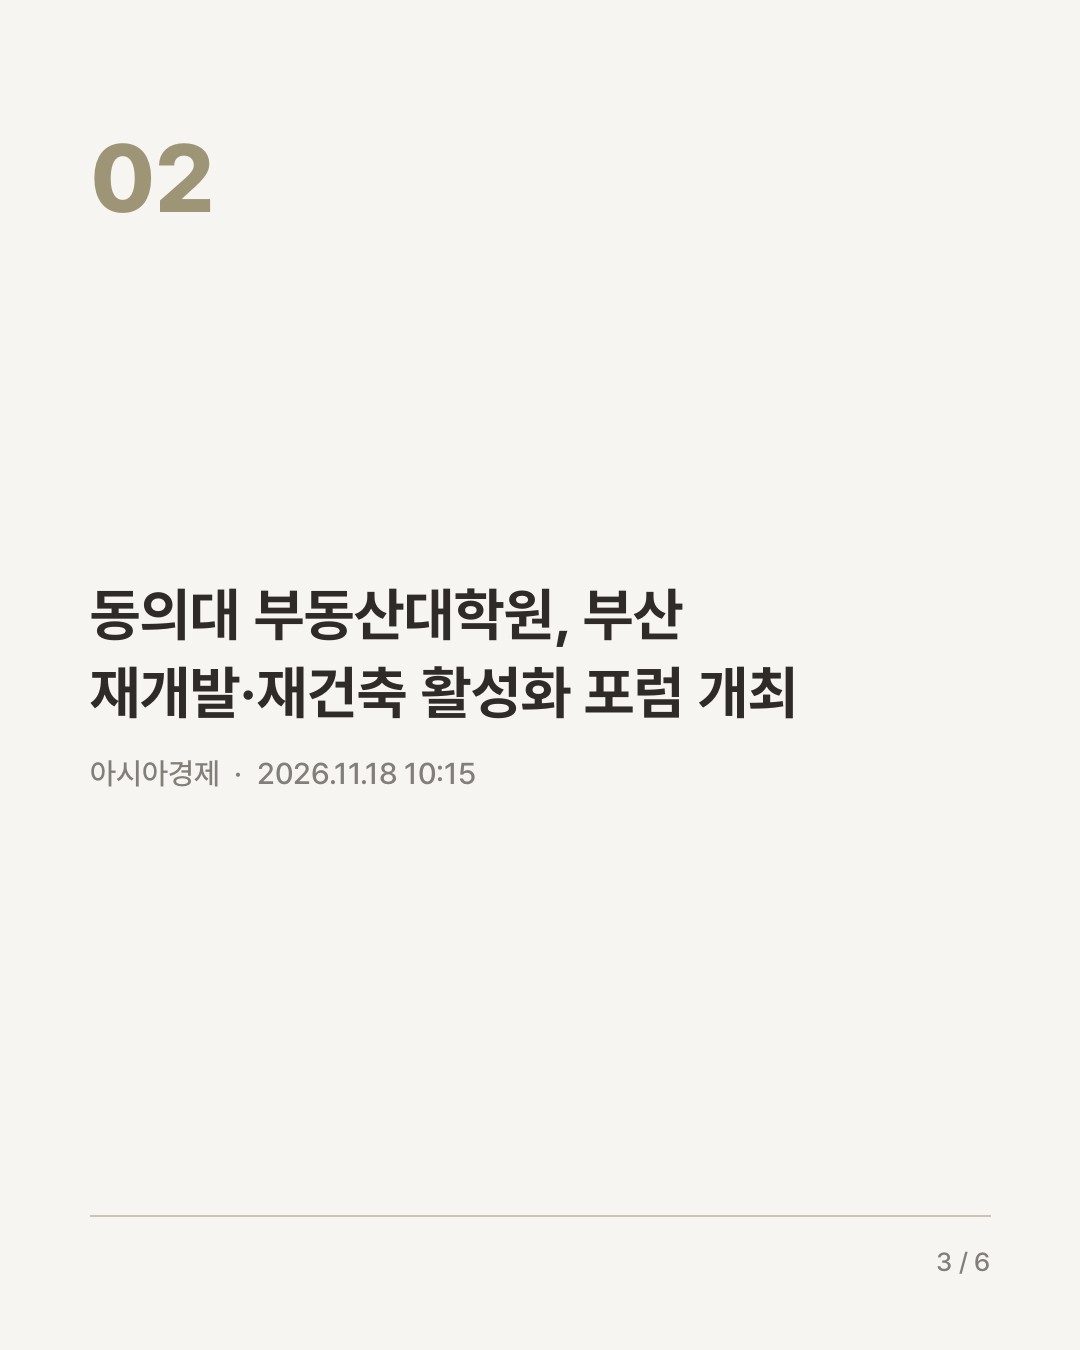 02
동의대 부동산대학원, 부산
재개발·재건축 활성화 포럼 개최
아시아경제 · 2026.11.18 10:15
3 / 6